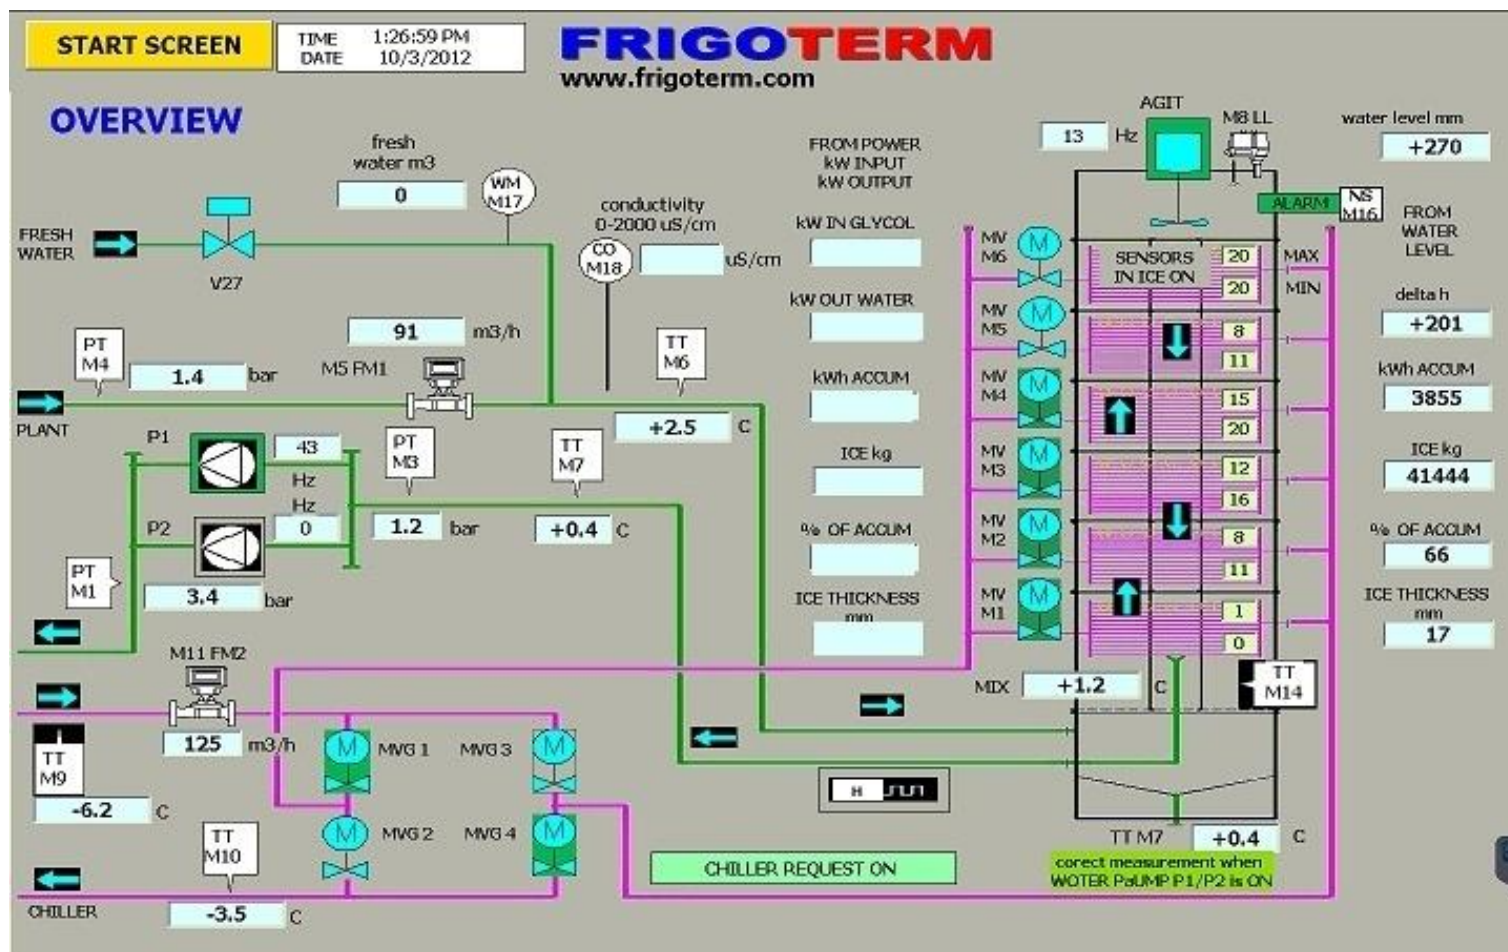 START SCREEN
TIME 1:26:59 PM
DATE 10/3/2012
FRIGOTERM
www.frigoterm.com
OVERVIEW
fresh
water m3
0
WM
M17
FRESH
WATER
V27
conductivity
0-2000 uS/cm
CO
M18
uS/cm
91 m3/h
M5 FM1
PT
M4
1.4 bar
TT
M6
+2.5 C
PLANT
P1
43
Hz
Hz
P2
0
PT
M3
1.2 bar
TT
M7
+0.4 C
PT
M1
3.4 bar
M11 FM2
125 m3/h
TT
M9
-6.2 C
TT
M10
-3.5 C
CHILLER
MVG 1
MVG 2
MVG 3
MVG 4
M
M
M
M
FROM POWER
kW INPUT
kW OUTPUT
kW IN GLYCOL
kW OUT WATER
kWh ACCUM
ICE kg
% OF ACCUM
ICE THICKNESS
mm
AGIT
13 Hz
M8 LL
ALARM
NS
M16
MV
M6
M
MV
M5
M
MV
M4
M
MV
M3
M
MV
M2
M
MV
M1
M
SENSORS
IN ICE ON
20
20
8
11
15
20
12
16
8
11
1
0
MAX
MIN
MIX +1.2 C
TT
M14
H
TT M7 +0.4 C
corect measurement when
WOTER PaUMP P1/P2 is ON
CHILLER REQUEST ON
water level mm
+270
FROM
WATER
LEVEL
delta h
+201
kWh ACCUM
3855
ICE kg
41444
% OF ACCUM
66
ICE THICKNESS
mm
17